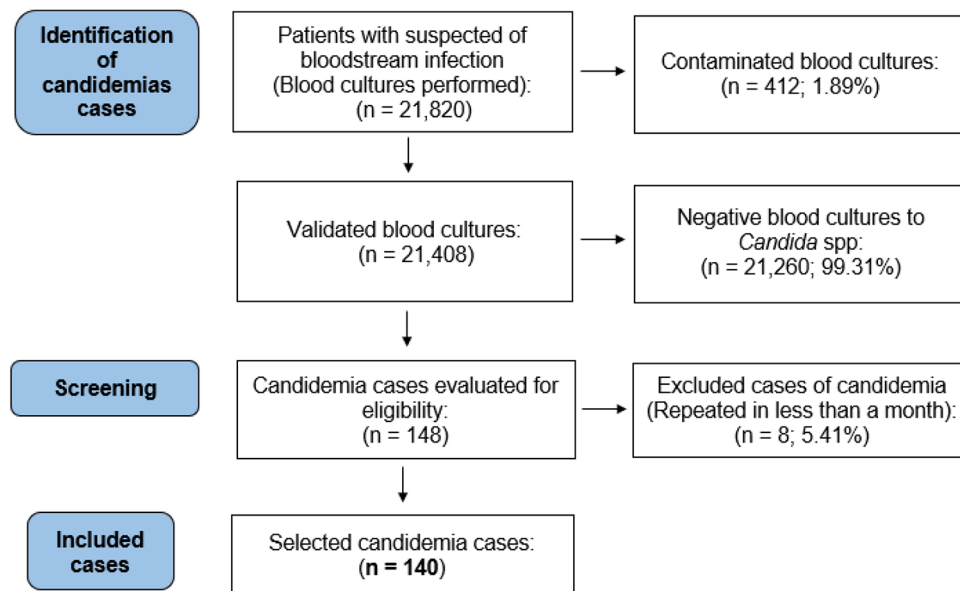 Identification
of
candidemias
cases
Patients with suspected of
bloodstream infection
(Blood cultures performed):
(n = 21,820)
Contaminated blood cultures:
(n = 412; 1.89%)
Validated blood cultures:
(n = 21,408)
Negative blood cultures to
Candida spp:
(n = 21,260; 99.31%)
Screening
Candidemia cases evaluated for
eligibility:
(n = 148)
Excluded cases of candidemia
(Repeated in less than a month):
(n = 8; 5.41%)
Included
cases
Selected candidemia cases:
(n = 140)